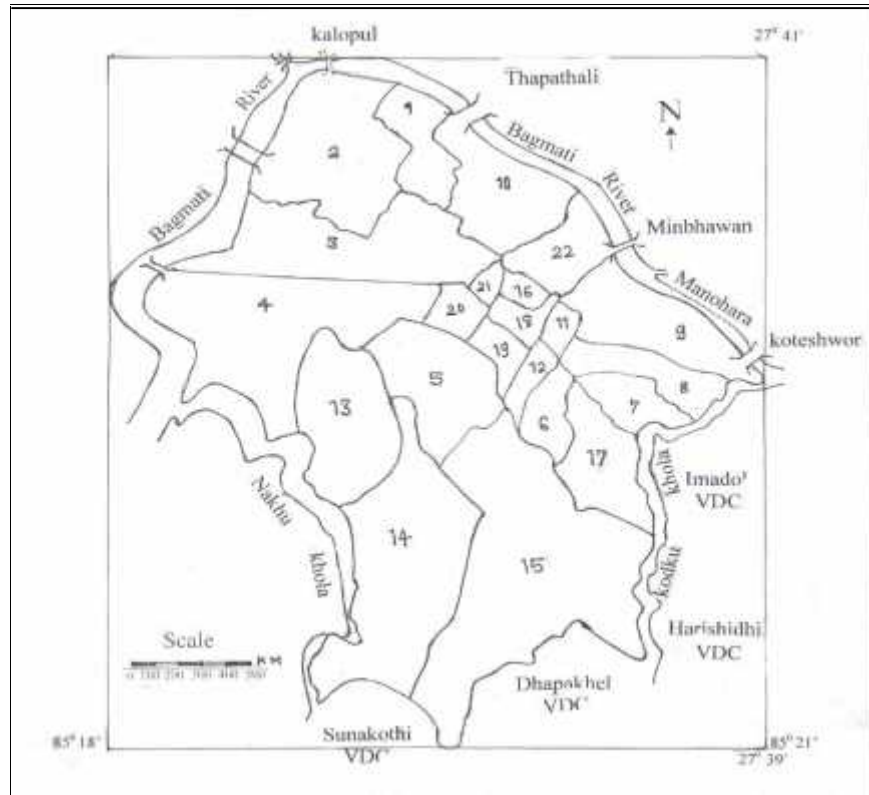 kalopul
27° 41'
Thapathali
River
N
Bagmati
River
1
2
10
Bagmati
Minbhawan
3
22
Manohara
21
16
4
20
18
11
9
koteshwor
19
5
12
8
13
7
6
17
khola
Imadol
VDC
Nakhu
14
khola
15
kodku
Scale
KM
Harishidhi
VDC
Dhapakhel
VDC
Sunakothi
VDC
85° 18'
85° 21'
27° 39'